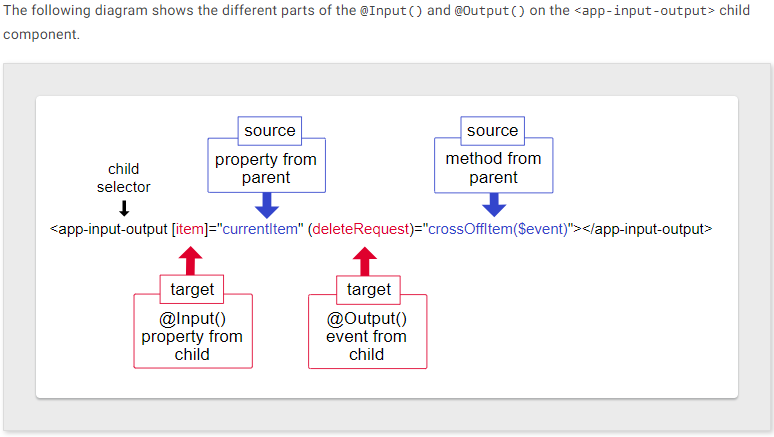 The following diagram shows the different parts of the @Input() and @Output() on the <app-input-output> child
component.
source
property from
parent
source
method from
parent
child
selector
<app-input-output [item]="currentItem" (deleteRequest)="crossOffItem($event)"></app-input-output>
target
@Input()
property from
child
target
@Output()
event from
child